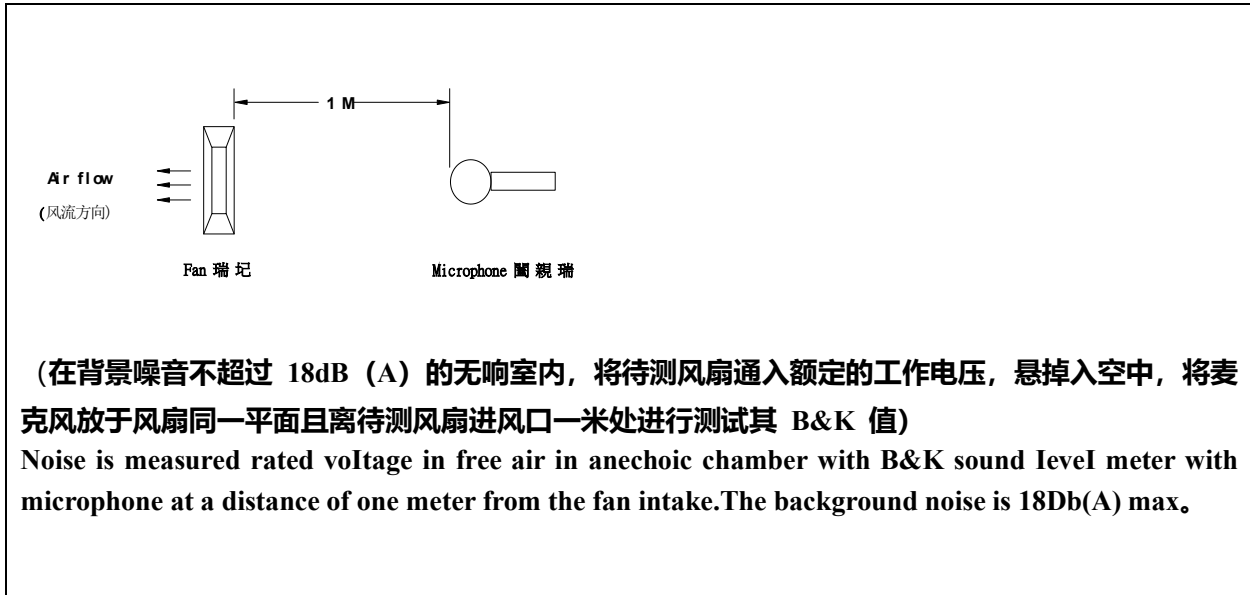 1 M
Air flow
(风流方向)
Fan 瑞 圮
Microphone 闉 親 瑞
（在背景噪音不超过 18dB（A）的无响室内，将待测风扇通入额定的工作电压，悬掉入空中，将麦
克风放于风扇同一平面且离待测风扇进风口一米处进行测试其 B&K 值）
Noise is measured rated voItage in free air in anechoic chamber with B&K sound IeveI meter with
microphone at a distance of one meter from the fan intake.The background noise is 18Db(A) max。